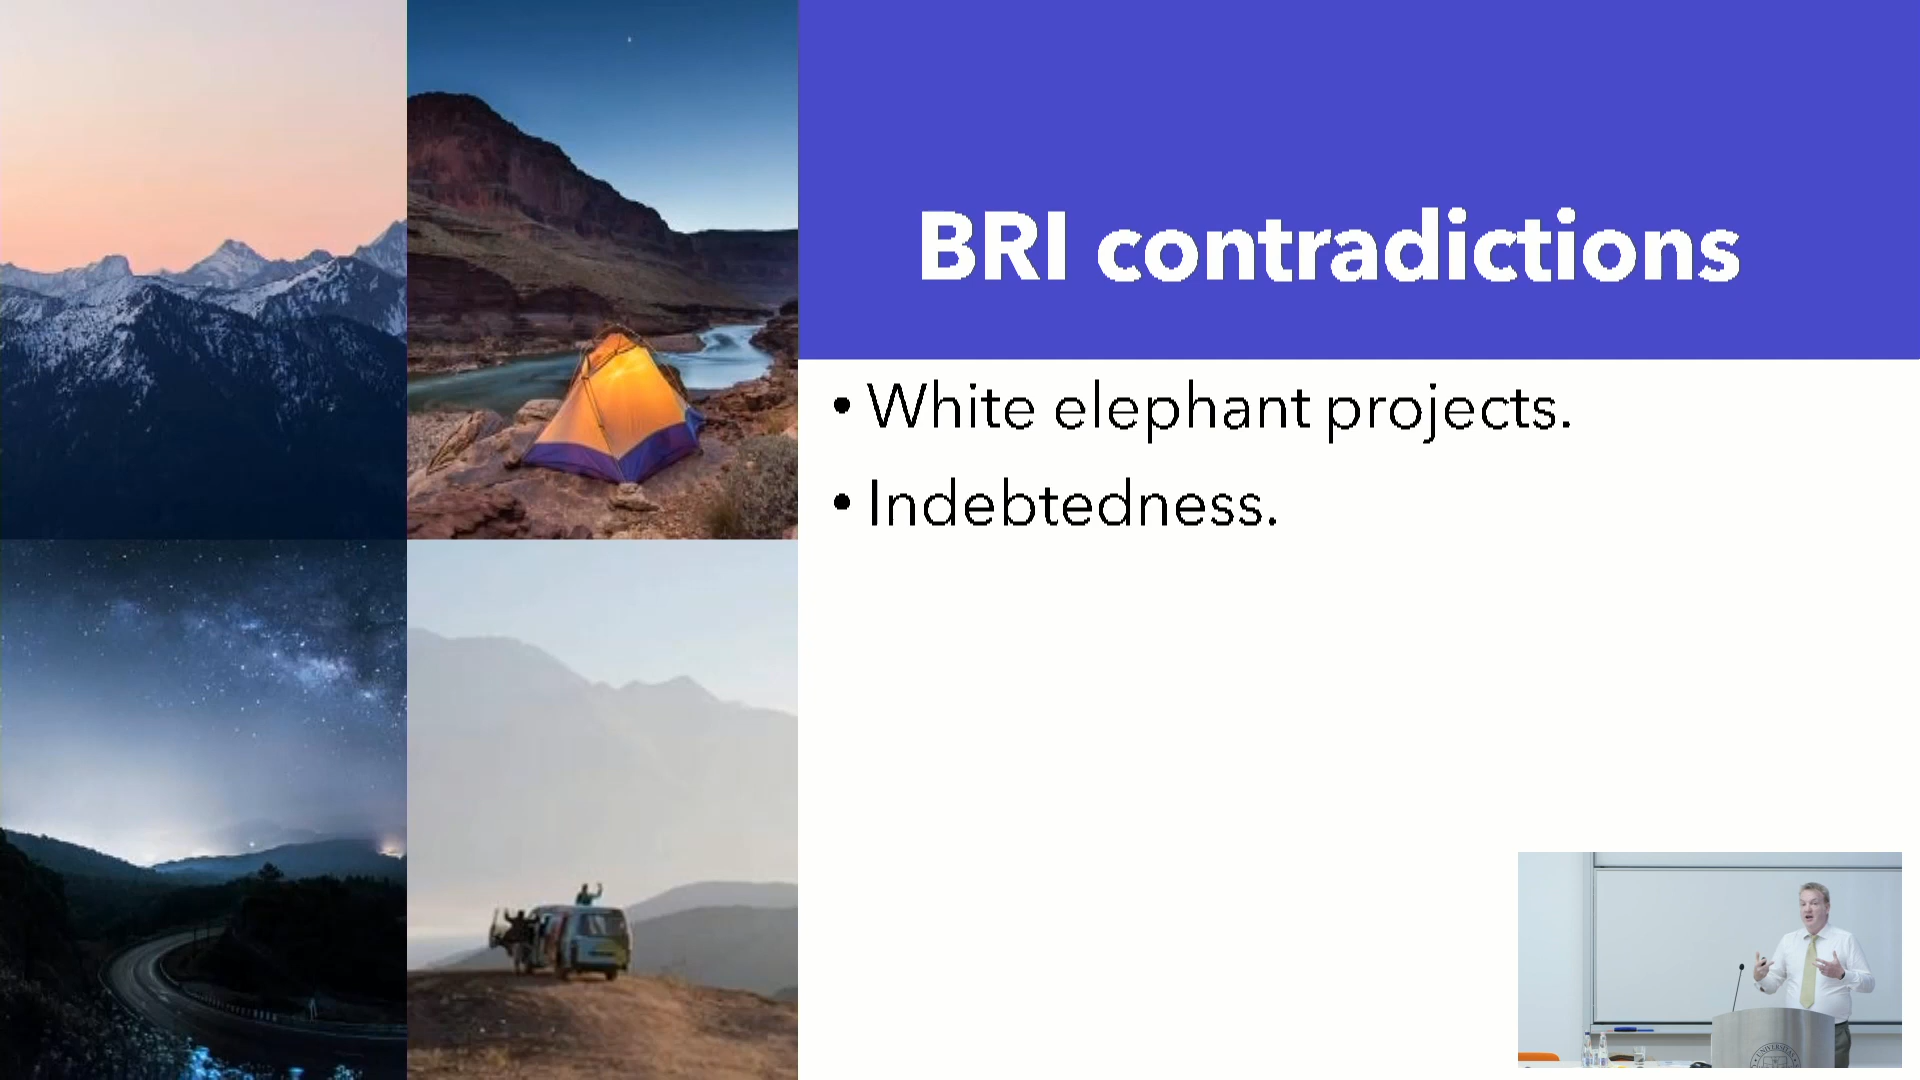 BRI contradictions
• White elephant projects.
• Indebtedness.